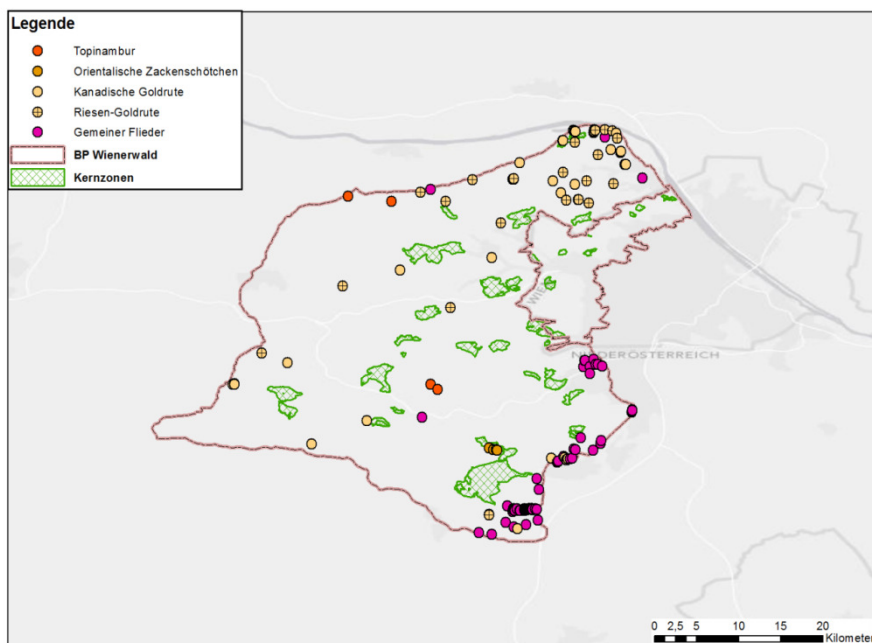 Legende
Topinambur
Orientalische Zackenschötchen
Kanadische Goldrute
Riesen-Goldrute
Gemeiner Flieder
BP Wienerwald
Kernzonen
WIEN
NIEDERÖSTERREICH
0 2,5 5 10 15 20
Kilometer